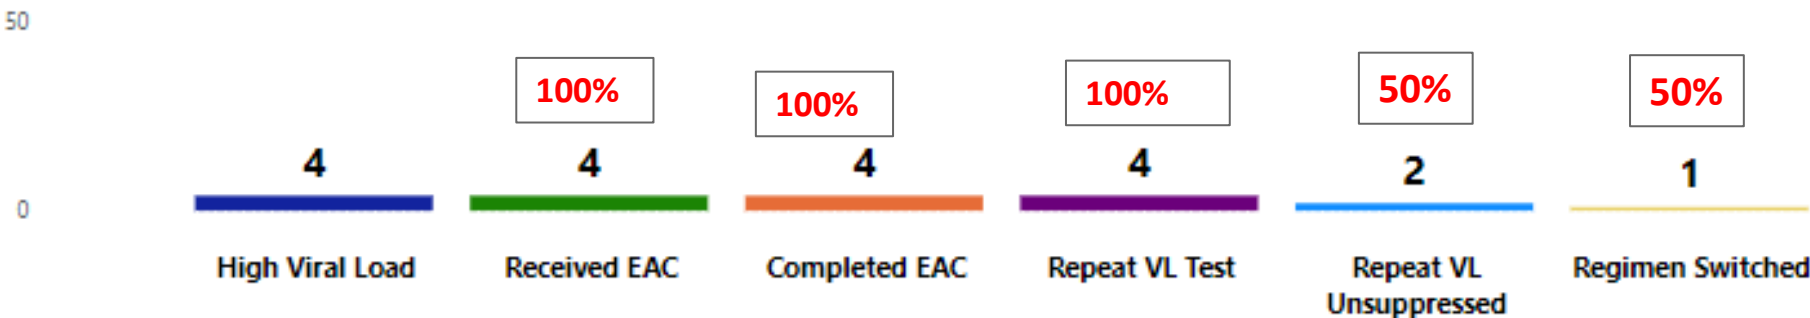 50
100%
100%
100%
50%
50%
4
4
4
4
2
1
0
High Viral Load
Received EAC
Completed EAC
Repeat VL Test
Repeat VL
Unsuppressed
Regimen Switched